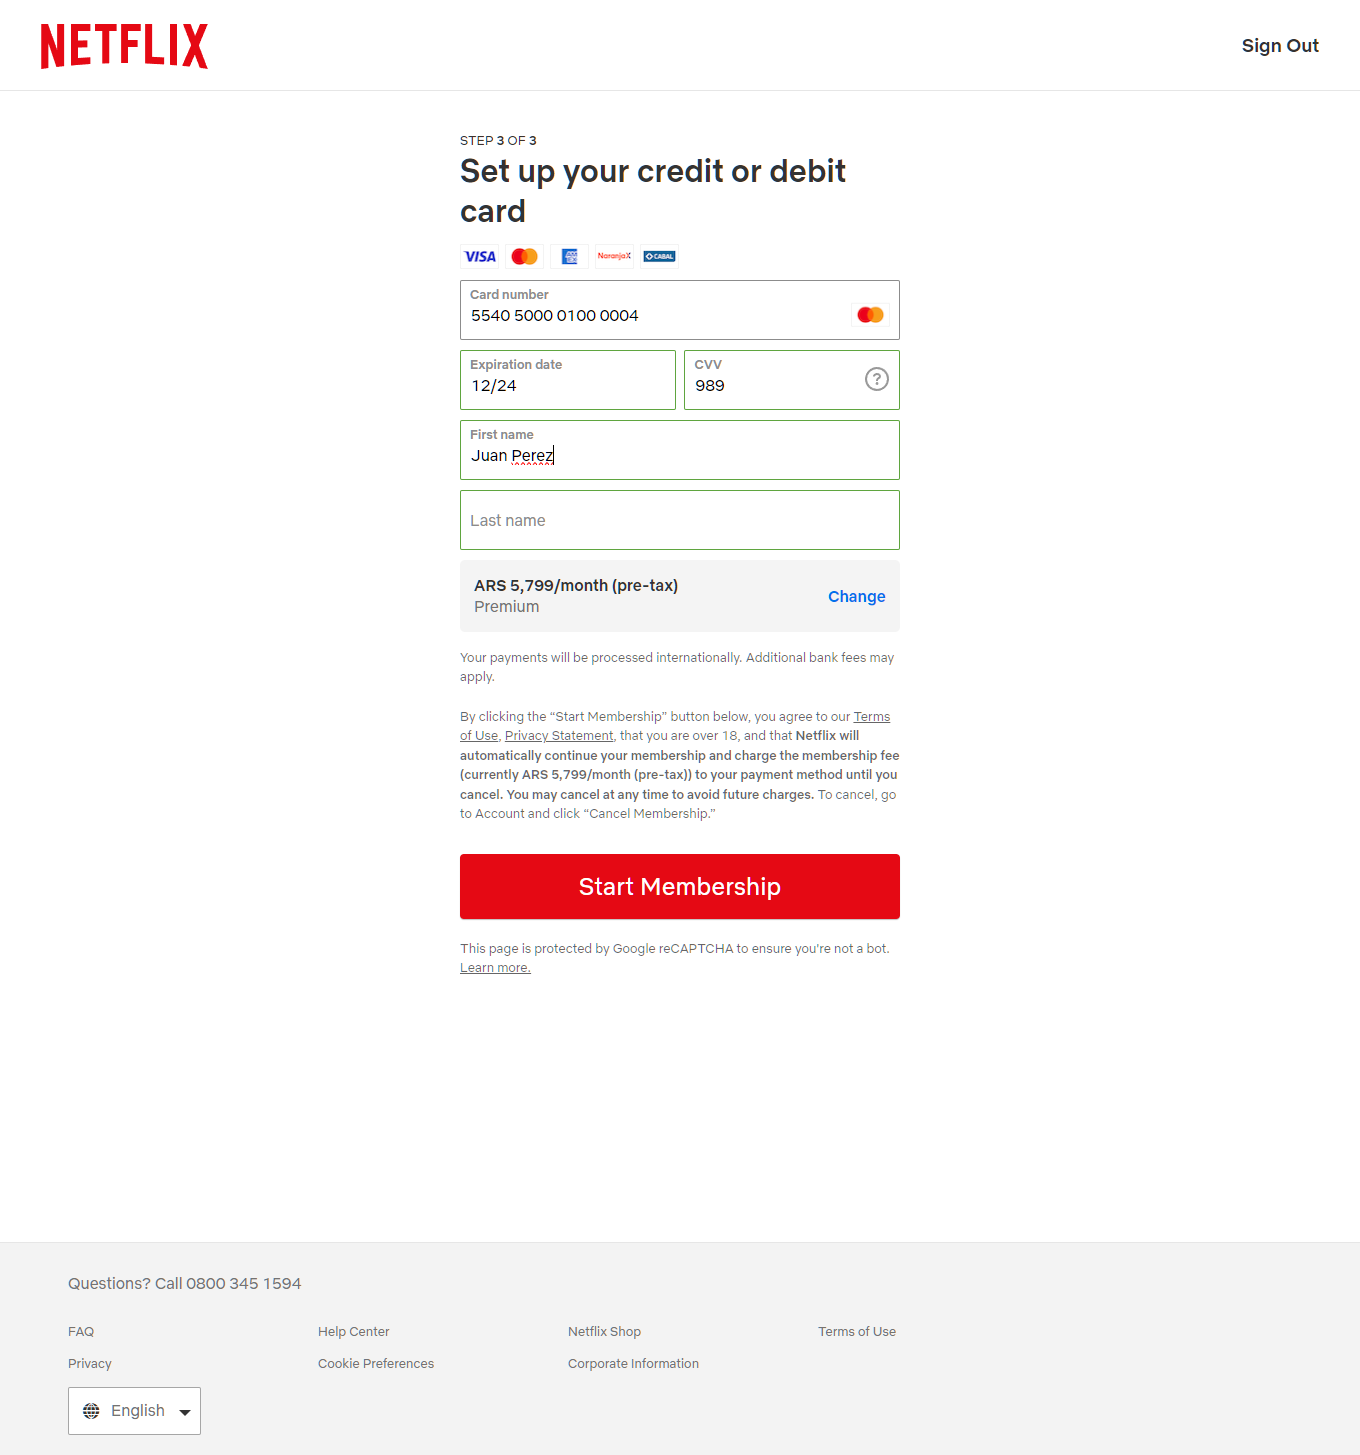 NETFLIX
Sign Out
STEP 3 OF 3
Set up your credit or debit
card
VISA
NaranjaX
CABAL
Card number
5540 5000 0100 0004
Expiration date
12/24
CVV
989
?
First name
Juan Perez
Last name
ARS 5,799/month (pre-tax)
Premium
Change
Your payments will be processed internationally. Additional bank fees may
apply.
By clicking the “Start Membership” button below, you agree to our Terms
of Use, Privacy Statement, that you are over 18, and that Netflix will
automatically continue your membership and charge the membership fee
(currently ARS 5,799/month (pre-tax)) to your payment method until you
cancel. You may cancel at any time to avoid future charges. To cancel, go
to Account and click “Cancel Membership.”
Start Membership
This page is protected by Google reCAPTCHA to ensure you're not a bot.
Learn more.
Questions? Call 0800 345 1594
FAQ
Help Center
Netflix Shop
Terms of Use
Privacy
Cookie Preferences
Corporate Information
English